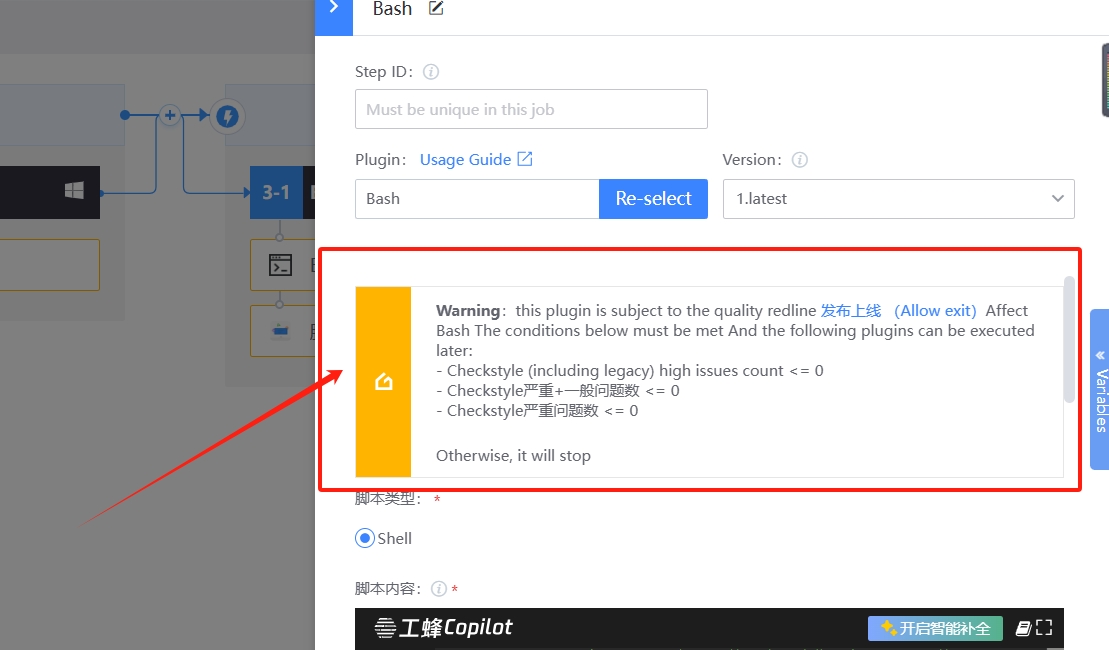 Bash
Step ID：
Must be unique in this job
Plugin： Usage Guide
Version：
Bash
Re-select
1.latest
3-1
Warning：this plugin is subject to the quality redline 发布上线 （Allow exit）Affect
Bash The conditions below must be met And the following plugins can be executed
later:
- Checkstyle (including legacy) high issues count <= 0
- Checkstyle严重+一般问题数 <= 0
- Checkstyle严重问题数 <= 0
Otherwise, it will stop
« Variables
脚本类型： *
Shell
脚本内容： *
工蜂Copilot
开启智能补全